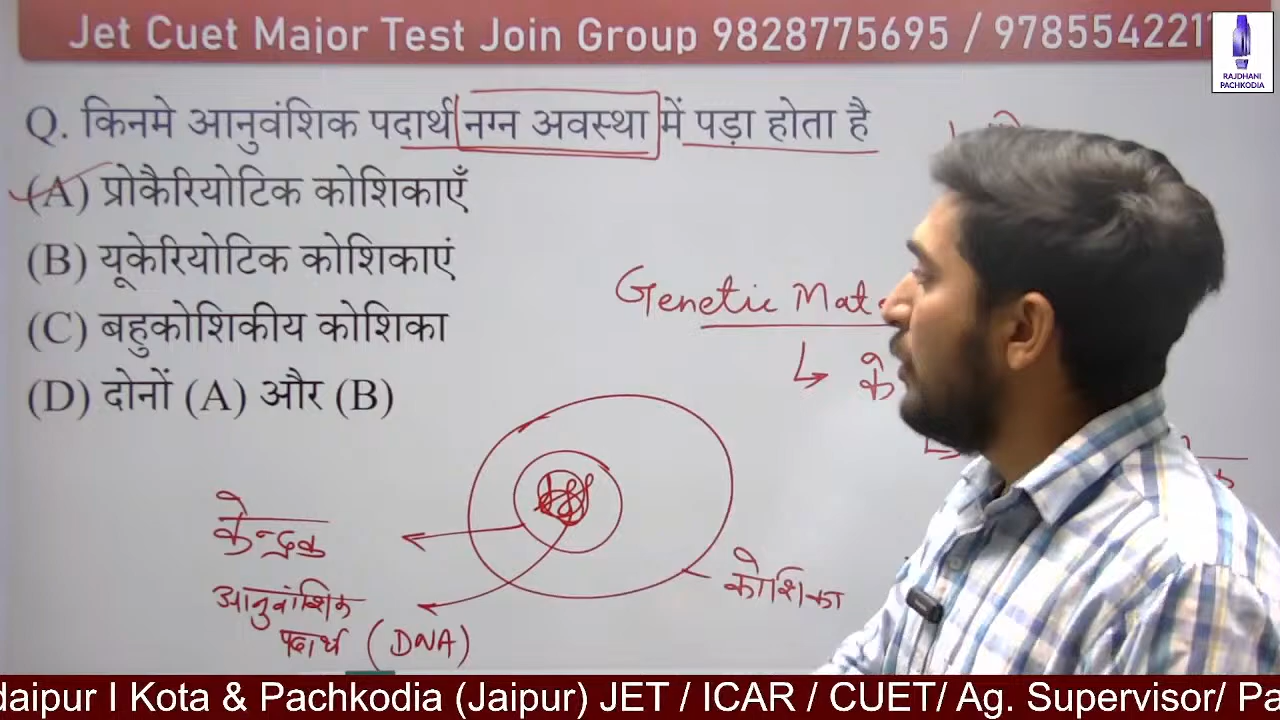 Jet Cuet Major Test Join Group 9828775695 / 978554221
RAJDHANI
PACHKODIA
Q. किनमे आनुवंशिक पदार्थ नग्न अवस्था में पड़ा होता है
(A) प्रोकैरियोटिक कोशिकाएँ
(B) यूकेरियोटिक कोशिकाएं
(C) बहुकोशिकीय कोशिका
(D) दोनों (A) और (B)
Genetic Mat
केन्द्रक
कोशिका
आनुवांशिक
पदार्थ (DNA)
daipur I Kota & Pachkodia (Jaipur) JET / ICAR / CUET/ Ag. Supervisor/ Pa